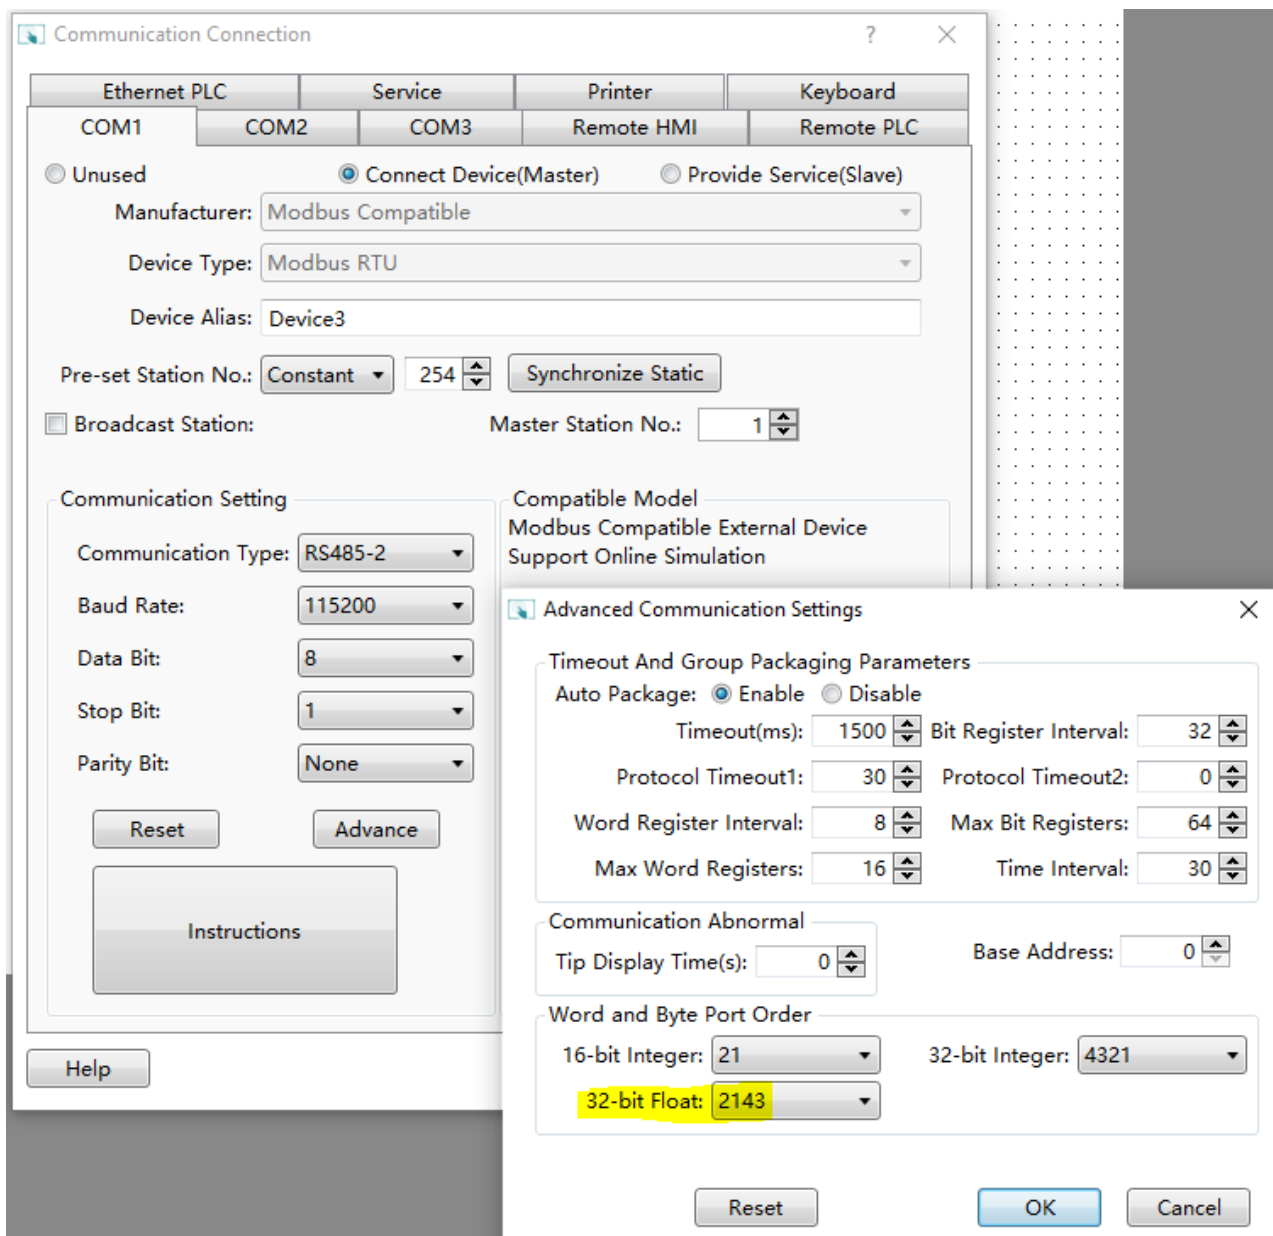 Communication Connection ?
Ethernet PLC Service Printer Keyboard
COM1 COM2 COM3 Remote HMI Remote PLC
Unused Connect Device(Master) Provide Service(Slave)
Manufacturer: Modbus Compatible
Device Type: Modbus RTU
Device Alias: Device3
Pre-set Station No.: Constant 254 Synchronize Static
Broadcast Station: Master Station No.: 1
Communication Setting
Communication Type: RS485-2
Baud Rate: 115200
Data Bit: 8
Stop Bit: 1
Parity Bit: None
Reset Advance
Instructions
Compatible Model
Modbus Compatible External Device
Support Online Simulation
Help
Advanced Communication Settings
Timeout And Group Packaging Parameters
Auto Package: Enable Disable
Timeout(ms): 1500 Bit Register Interval: 32
Protocol Timeout1: 30 Protocol Timeout2: 0
Word Register Interval: 8 Max Bit Registers: 64
Max Word Registers: 16 Time Interval: 30
Communication Abnormal
Tip Display Time(s): 0 Base Address: 0
Word and Byte Port Order
16-bit Integer: 21 32-bit Integer: 4321
32-bit Float: 2143
Reset OK Cancel